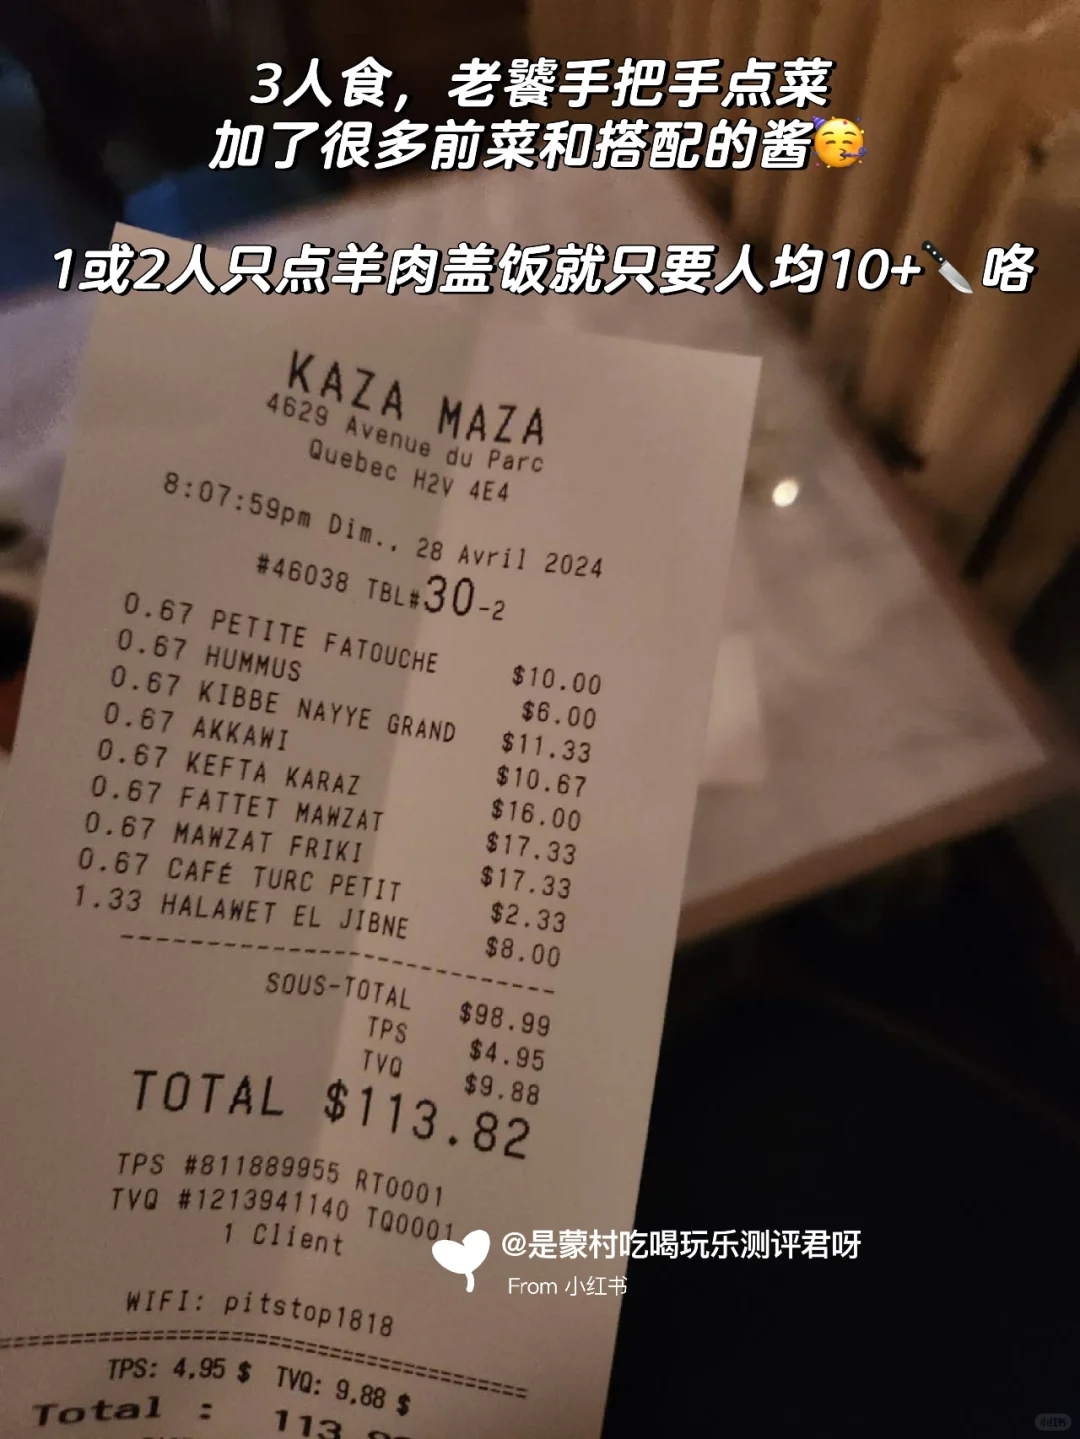 3人食，老饕手把手点菜
加了很多前菜和搭配的酱🥳
1或2人只点羊肉盖饭就只要人均10+🔪咯
KAZA MAZA
4629 Avenue du Parc
Quebec H2V 4E4
8:07:59pm Dim., 28 Avril 2024
#46038 TBL#30-2
0.67 PETITE FATOUCHE $10.00
0.67 HUMMUS $6.00
0.67 KIBBE NAYYE GRAND $11.33
0.67 AKKAWI $10.67
0.67 KEFTA KARAZ $16.00
0.67 FATTET MAWZAT $17.33
0.67 MAWZAT FRIKI $17.33
0.67 CAFÉ TURC PETIT $2.33
1.33 HALAWET EL JIBNE $8.00
SOUS-TOTAL $98.99
TPS $4.95
TVQ $9.88
TOTAL $113.82
TPS #811889955 RT0001
TVQ #1213941140 TQ0001
1 Client
@是蒙村吃喝玩乐测评君呀
From 小红书
WIFI: pitstop1818
TPS: 4.95 $ TVQ: 9.88 $
Total :
小红书